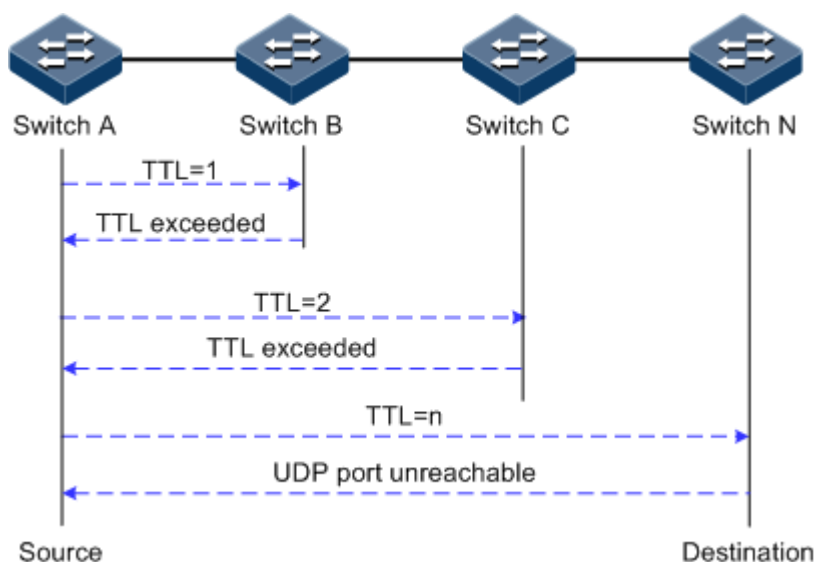 Switch A
Switch B
Switch C
Switch N
TTL=1
TTL exceeded
TTL=2
TTL exceeded
TTL=n
UDP port unreachable
Source
Destination